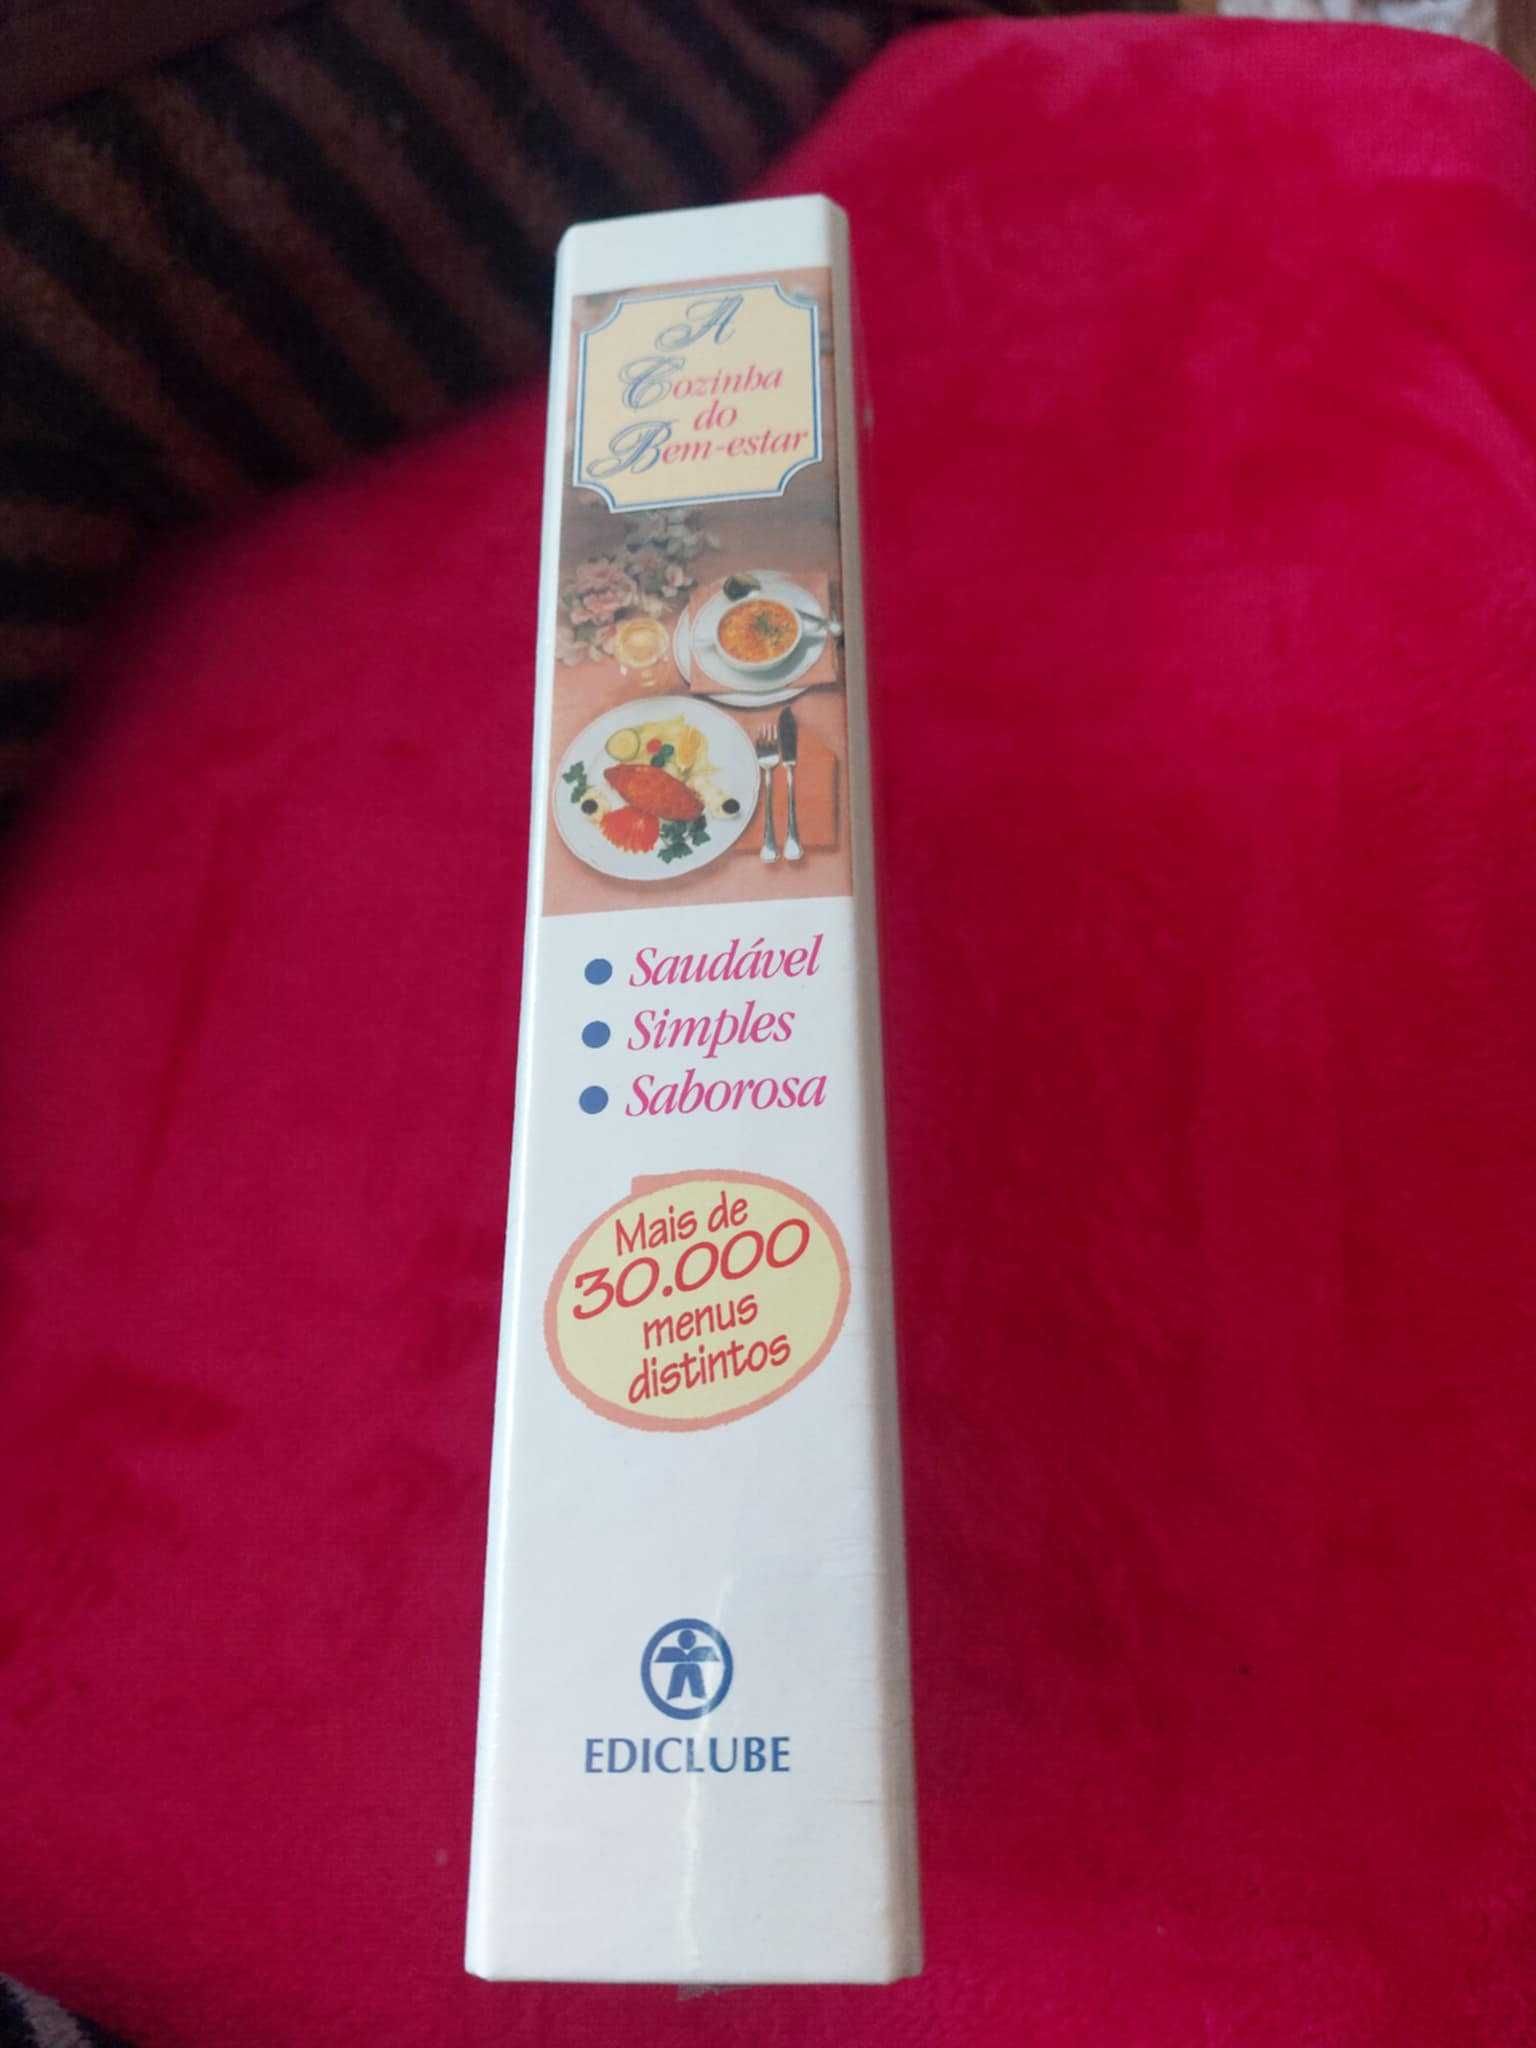 A
Cozinha
do
Bem-estar
• Saudável
• Simples
• Saborosa
Mais de
30.000
menus
distintos
EDICLUBE